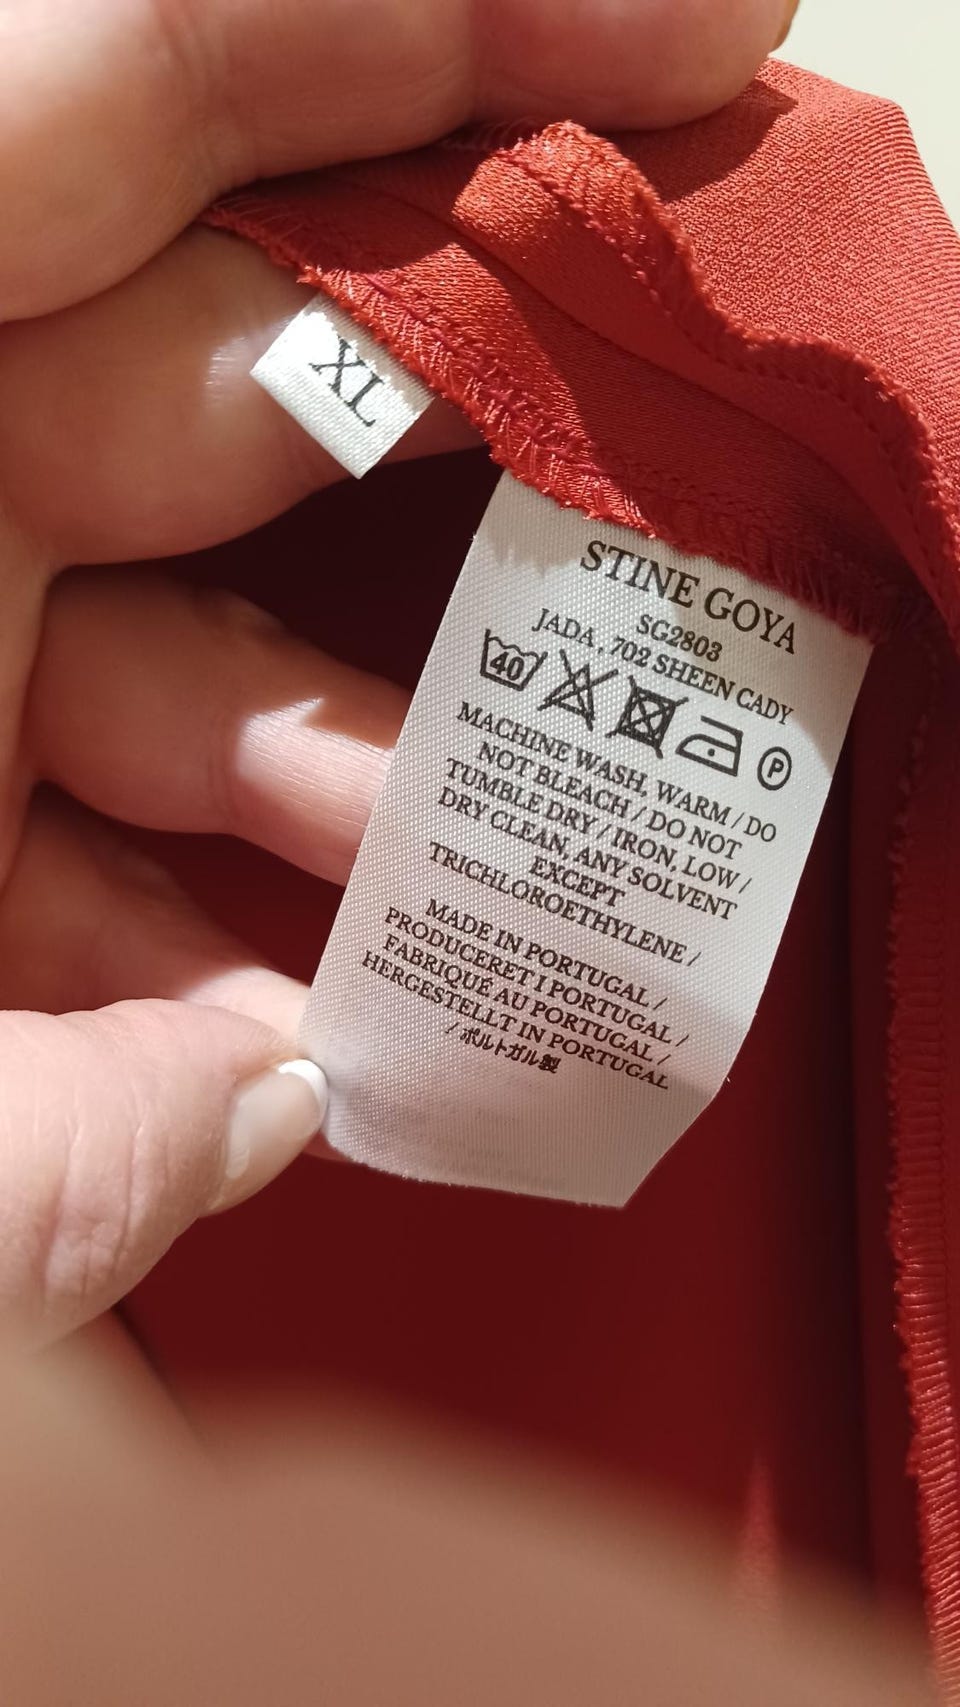 XL
STINE GOYA
SG2803
JADA , 702 SHEEN CADY
40
P
MACHINE WASH, WARM / DO
NOT BLEACH / DO NOT
TUMBLE DRY / IRON, LOW /
DRY CLEAN, ANY SOLVENT
EXCEPT
TRICHLOROETHYLENE /
MADE IN PORTUGAL /
PRODUCERET I PORTUGAL /
FABRIQUÉ AU PORTUGAL /
HERGESTELLT IN PORTUGAL
/ ポルトガル製